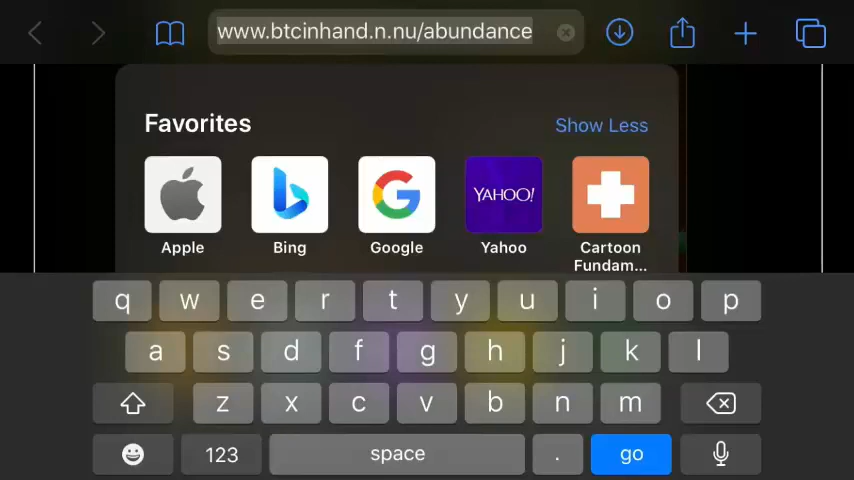 www.btcinhand.n.nu/abundance
Favorites
Show Less
YAHOO!
Apple
Bing
Google
Yahoo
Cartoon
Fundam...
q w e r t y u i o p
a s d f g h j k l
z x c v b n m
123
space
.
go